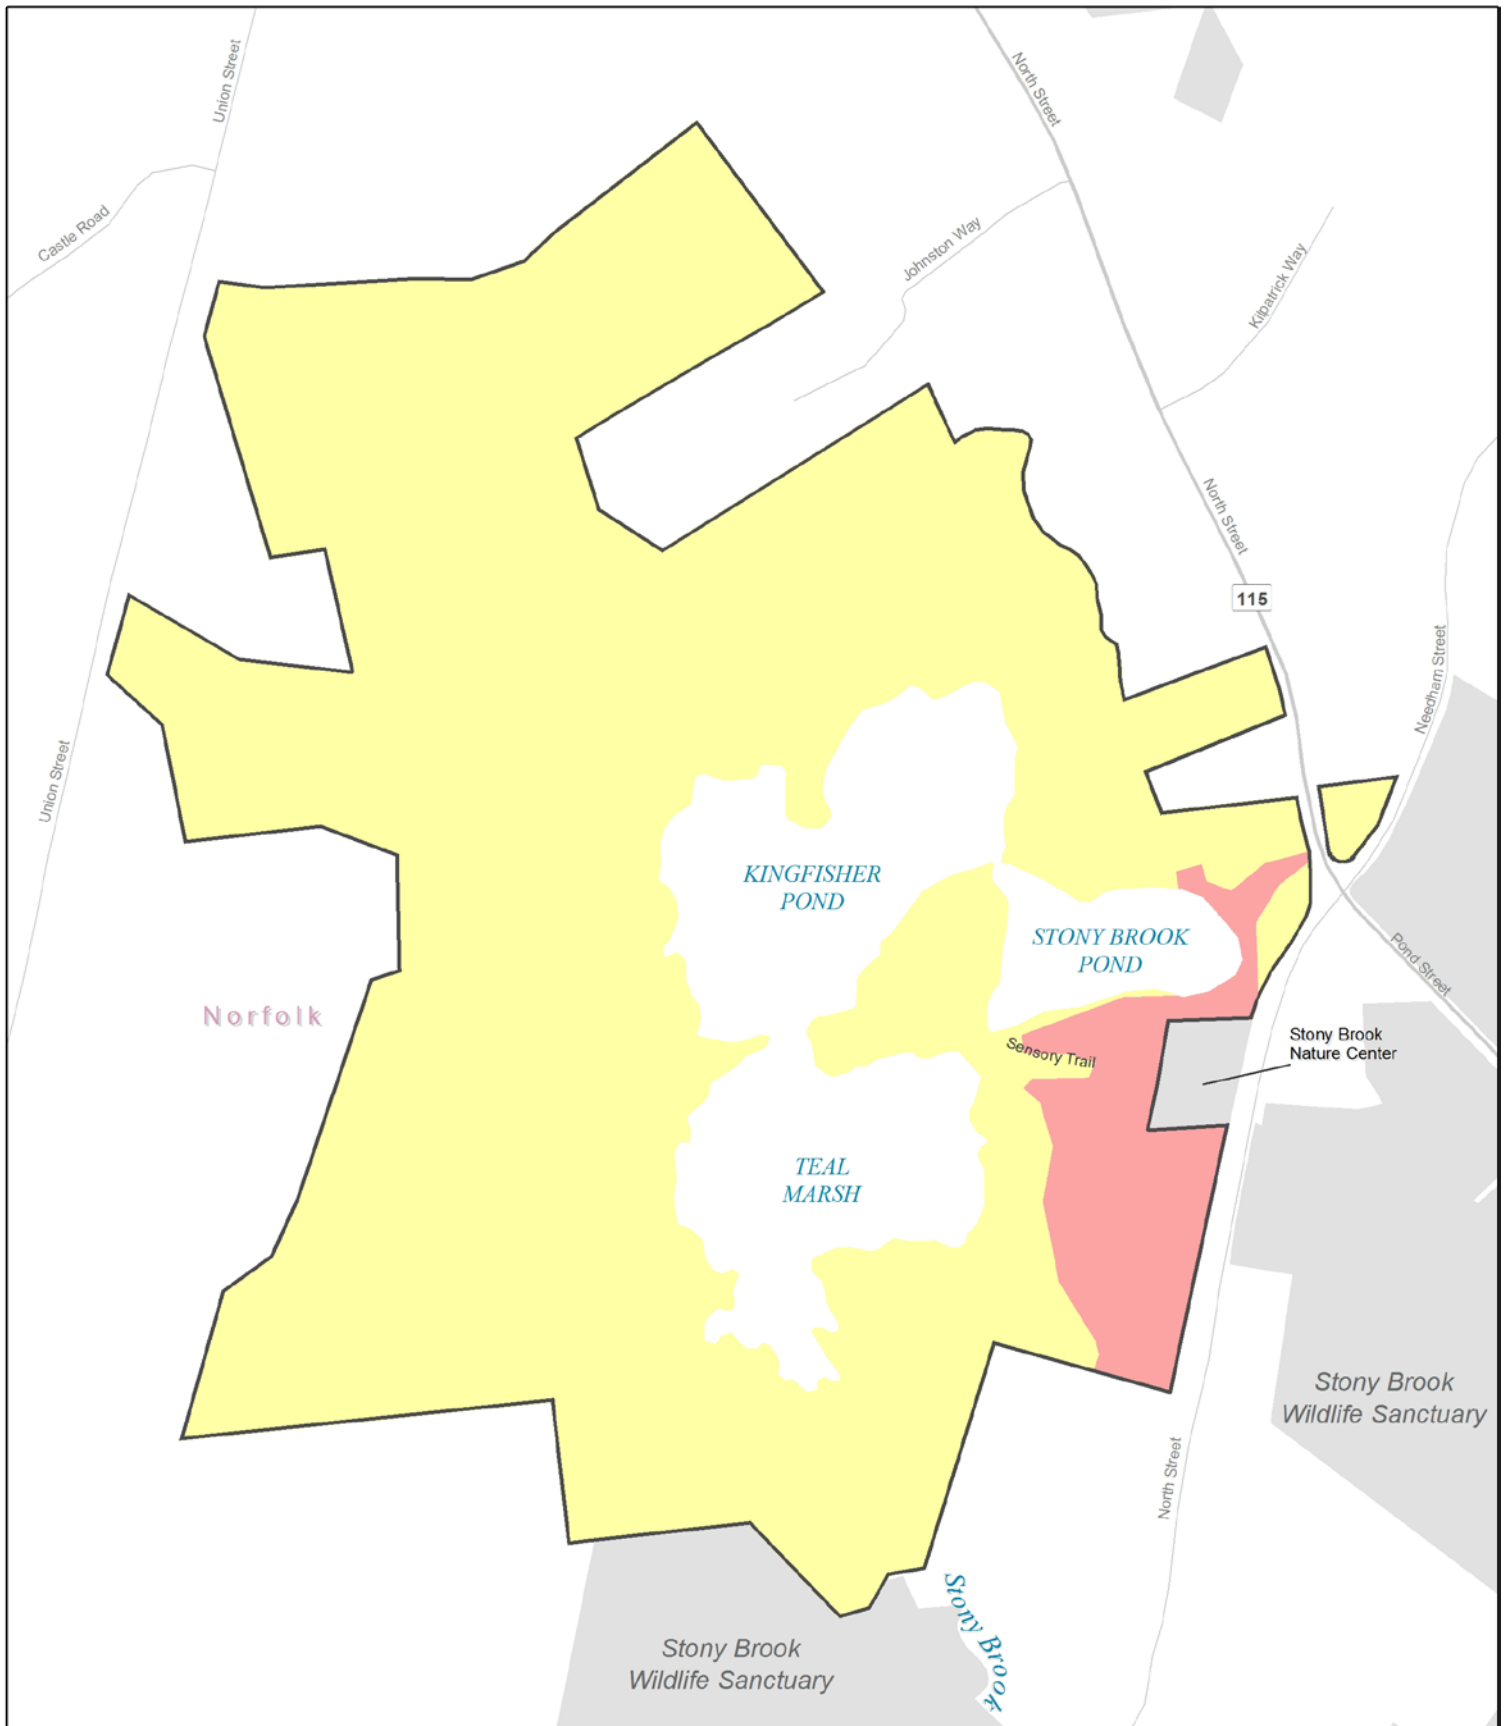 Union Street
North Street
Castle Road
Johnston Way
Kilpatrick Way
North Street
115
Needham Street
Union Street
KINGFISHER
POND
STONY BROOK
POND
Pond Street
Norfolk
Stony Brook
Nature Center
Sensory Trail
TEAL
MARSH
Stony Brook
Wildlife Sanctuary
North Street
Stony Brook
Stony Brook
Wildlife Sanctuary